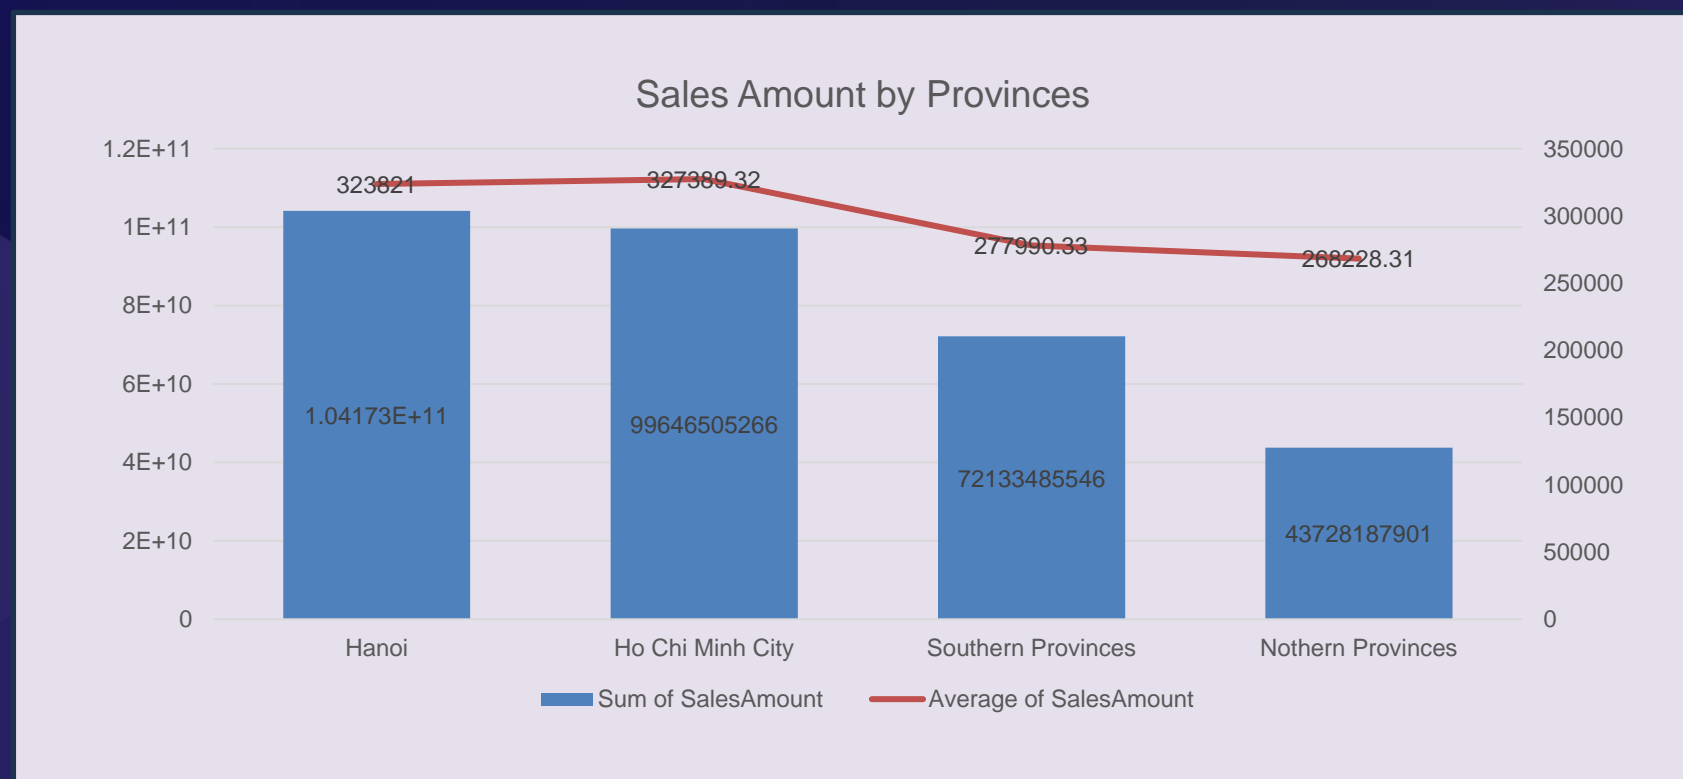 Sales Amount by Provinces
1.2E+11
1E+11
8E+10
6E+10
4E+10
2E+10
0
350000
300000
250000
200000
150000
100000
50000
0
323821
327389.32
277990.33
268228.31
1.04173E+11
99646505266
72133485546
43728187901
Hanoi
Ho Chi Minh City
Southern Provinces
Nothern Provinces
Sum of SalesAmount
Average of SalesAmount